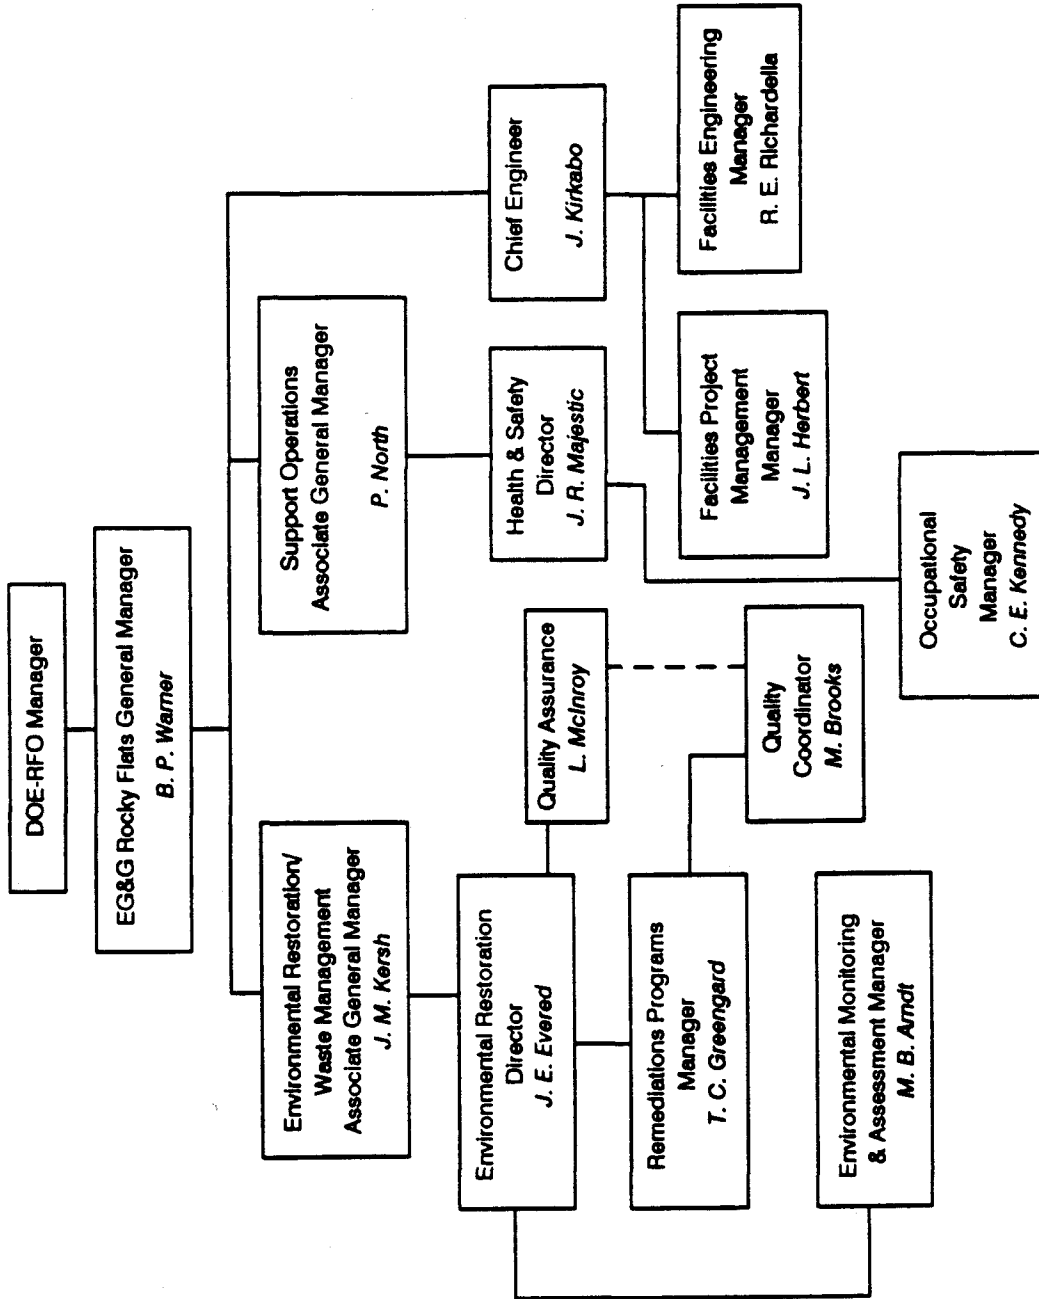 DOE-RFO Manager
EG&G Rocky Flats General Manager
B. P. Warner
Environmental Restoration/
Waste Management
Associate General Manager
J. M. Kersh
Support Operations
Associate General Manager
P. North
Environmental Restoration
Director
J. E. Evered
Quality Assurance
L. McInroy
Health & Safety
Director
J. R. Majestic
Chief Engineer
J. Kirkabo
Remediations Programs
Manager
T. C. Greengard
Quality
Coordinator
M. Brooks
Facilities Project
Management
Manager
J. L. Herbert
Facilities Engineering
Manager
R. E. Richardella
Environmental Monitoring
& Assessment Manager
M. B. Arndt
Occupational
Safety
Manager
C. E. Kennedy